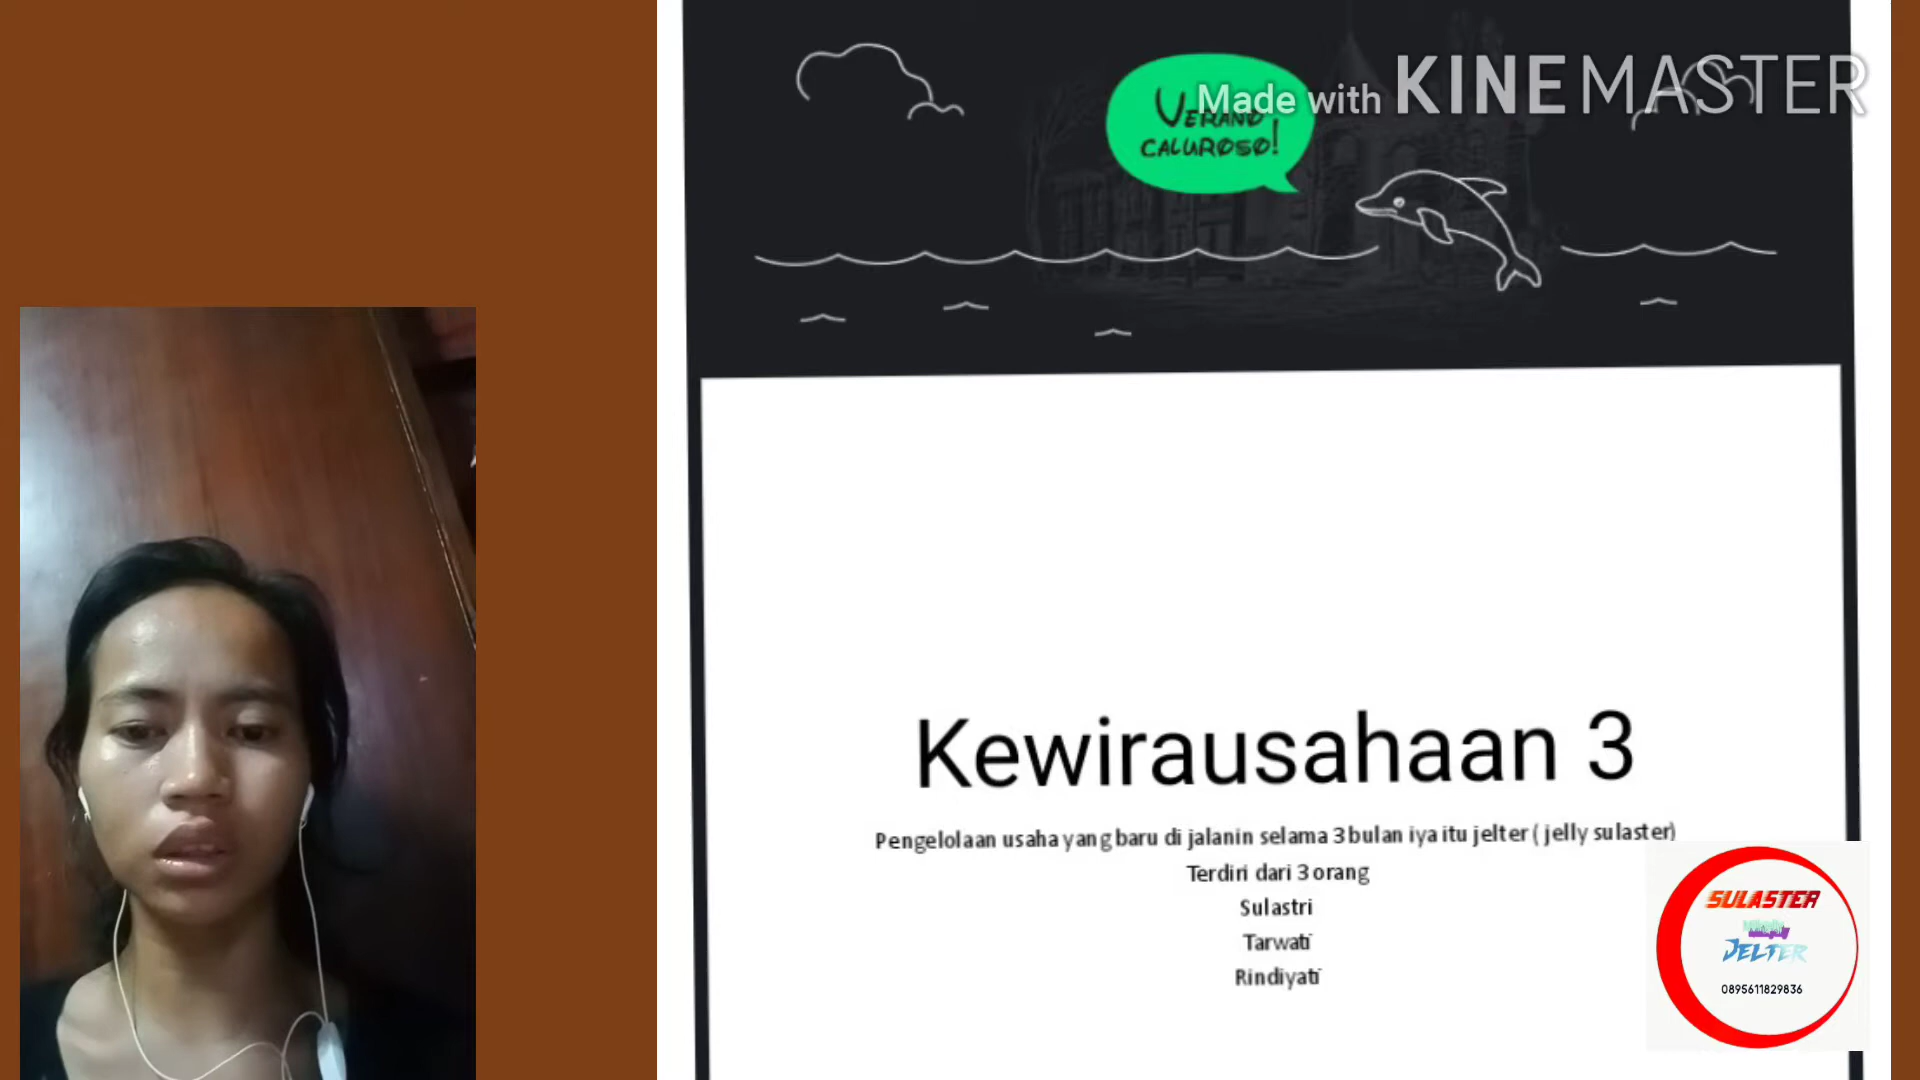 Made with KINEMASTER
VERANO
CALUROSO!
Kewirausahaan 3
Pengelolaan usaha yang baru di jalanin selama 3 bulan iya itu jelter ( jelly sulaster)
Terdiri dari 3 orang
Sulastri
Tarwati
Rindiyati
SULASTER
JELTER
0895611829836